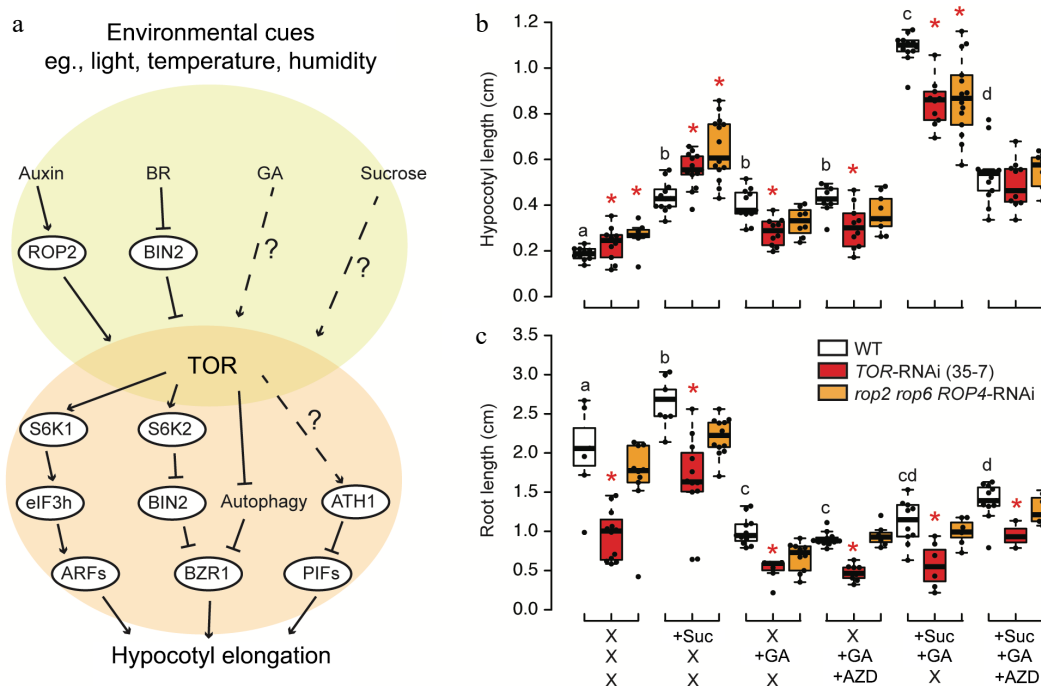 a
Environmental cues
eg., light, temperature, humidity
Auxin
BR
GA
Sucrose
ROP2
BIN2
?
?
TOR
?
S6K1
S6K2
eIF3h
BIN2
Autophagy
ATH1
ARFs
BZR1
PIFs
Hypocotyl elongation
b
Hypocotyl length (cm)
1.2
1.0
0.8
0.6
0.4
0.2
0.0
a
*
*
b
*
*
b
*
b
*
c
*
*
d
c
Root length (cm)
3.5
3.0
2.5
2.0
1.5
1.0
0.5
0.0
a
*
b
*
c
*
c
*
cd
*
d
*
WT
TOR-RNAi (35-7)
rop2 rop6 ROP4-RNAi
X +Suc X X +Suc +Suc
X X +GA +GA +GA +GA
X X X +AZD X +AZD